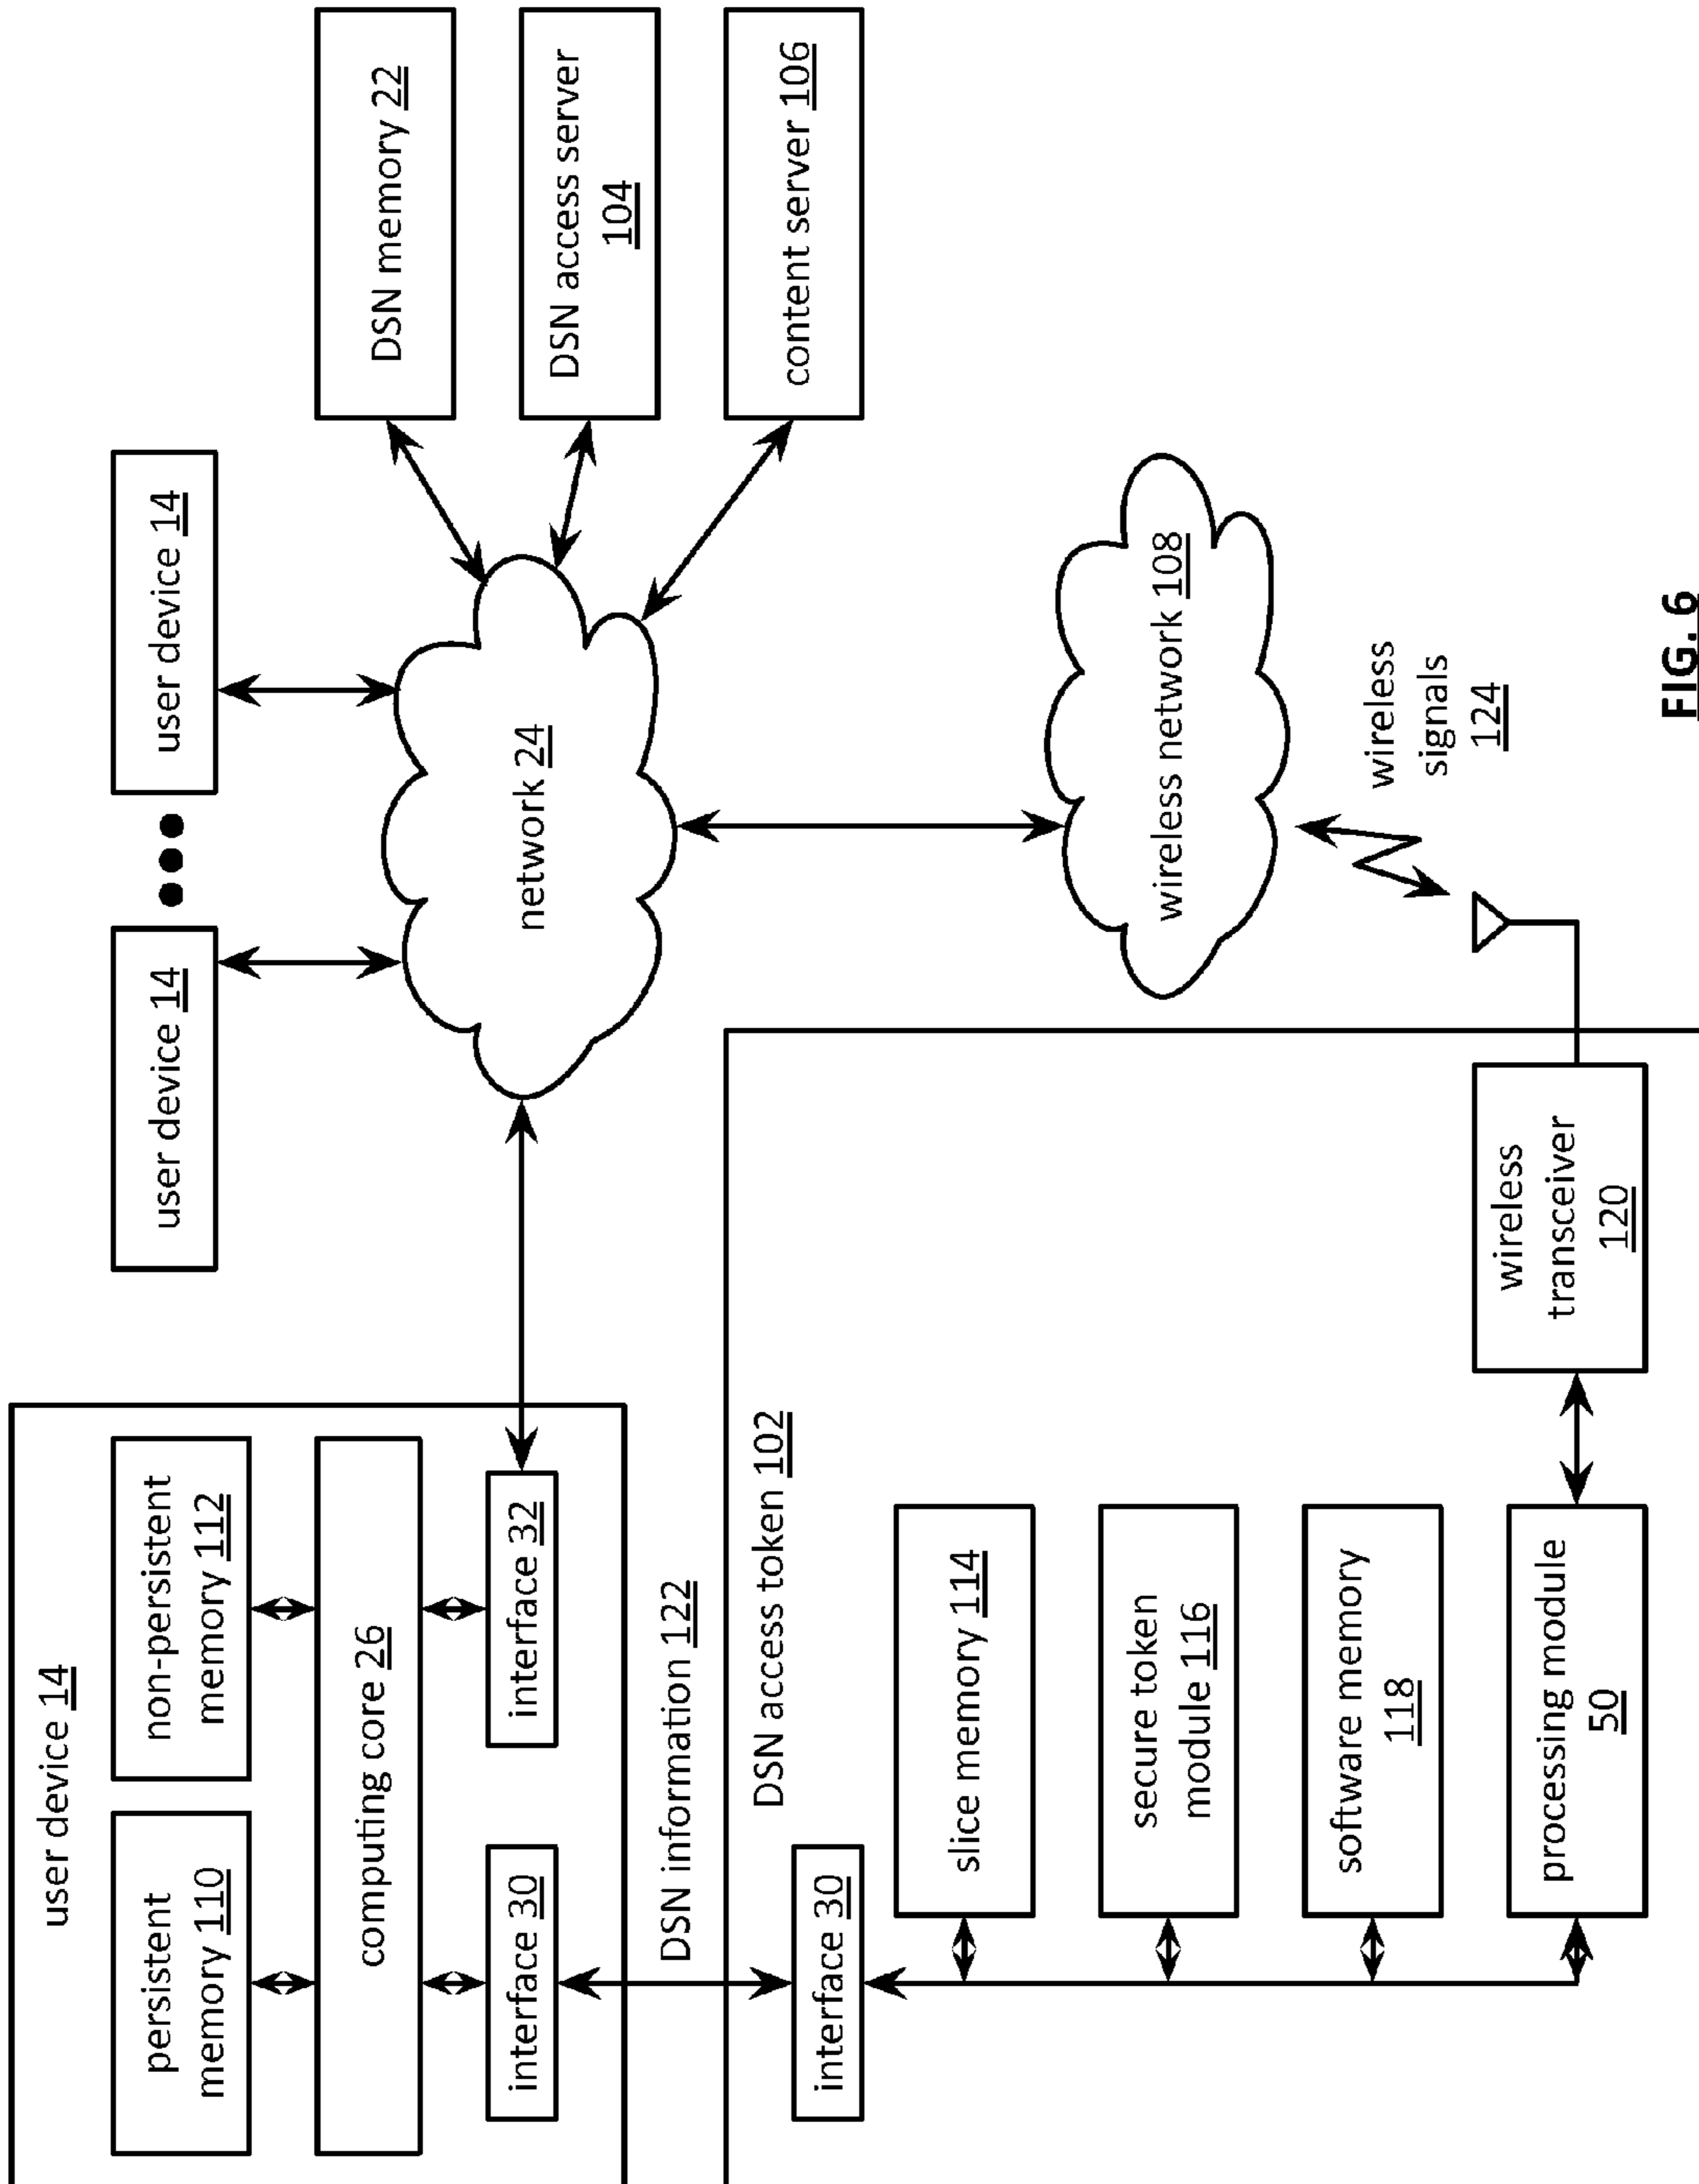 user device 14
persistent
memory 110
non-persistent
memory 112
computing core 26
interface 30
interface 32
DSN information 122
user device 14
user device 14
network 24
DSN memory 22
DSN access server
104
content server 106
DSN access token 102
interface 30
slice memory 114
secure token
module 116
software memory
118
processing module
50
wireless
transceiver
120
wireless network 108
wireless
signals
124
FIG. 6